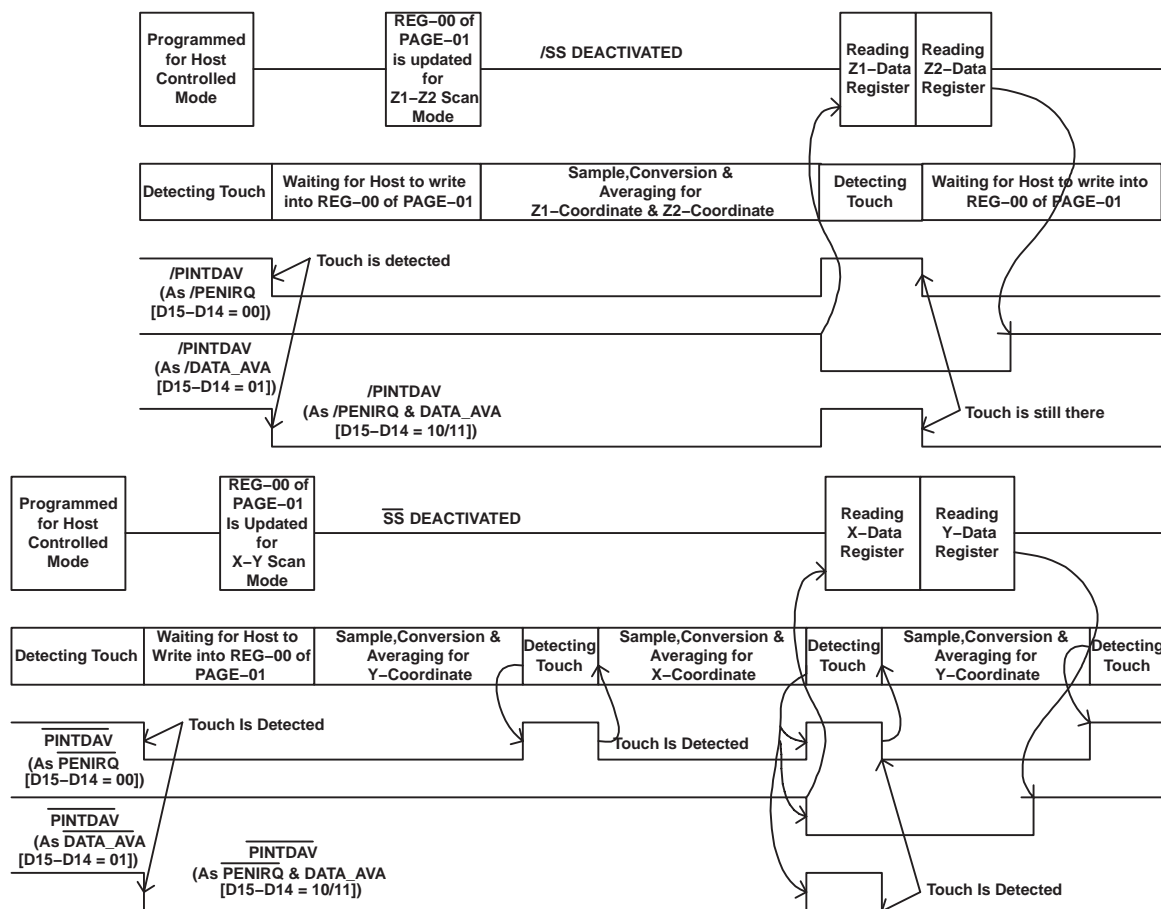 Programmed
for Host
Controlled
Mode
REG−00 of
PAGE−01
is updated
for
Z1−Z2 Scan
Mode
/SS DEACTIVATED
Reading
Z1−Data
Register
Reading
Z2−Data
Register
Detecting Touch
Waiting for Host to write
into REG−00 of PAGE−01
Sample,Conversion &
Averaging for
Z1−Coordinate & Z2−Coordinate
Detecting
Touch
Waiting for Host to write into
REG−00 of PAGE−01
Touch is detected
/PINTDAV
(As /PENIRQ
[D15−D14 = 00])
/PINTDAV
(As /DATA_AVA
[D15−D14 = 01])
/PINTDAV
(As /PENIRQ & DATA_AVA
[D15−D14 = 10/11])
Touch is still there
Programmed
for Host
Controlled
Mode
REG−00 of
PAGE−01
Is Updated
for
X−Y Scan
Mode
SS DEACTIVATED
Reading
X−Data
Register
Reading
Y−Data
Register
Detecting Touch
Waiting for Host to
Write into REG−00 of
PAGE−01
Sample,Conversion &
Averaging for
Y−Coordinate
Detecting
Touch
Sample,Conversion &
Averaging for
X−Coordinate
Detecting
Touch
Sample,Conversion &
Averaging for
Y−Coordinate
Detecting
Touch
Touch Is Detected
Touch Is Detected
PINTDAV
(As PENIRQ
[D15−D14 = 00])
PINTDAV
(As DATA_AVA
[D15−D14 = 01])
PINTDAV
(As PENIRQ & DATA_AVA
[D15−D14 = 10/11])
Touch Is Detected